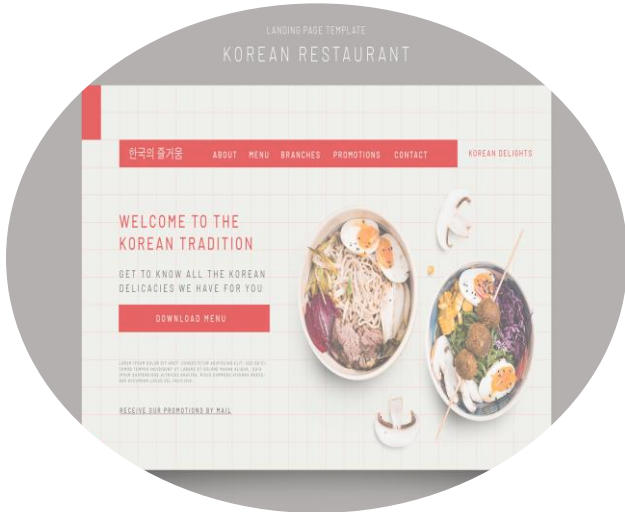 LANDING PAGE TEMPLATE
KOREAN RESTAURANT
한국의 즐거움 ABOUT MENU BRANCHES PROMOTIONS CONTACT KOREAN DELIGHTS
WELCOME TO THE
KOREAN TRADITION
GET TO KNOW ALL THE KOREAN
DELICACIES WE HAVE FOR YOU
DOWNLOAD MENU
RECEIVE OUR PROMOTIONS BY MAIL